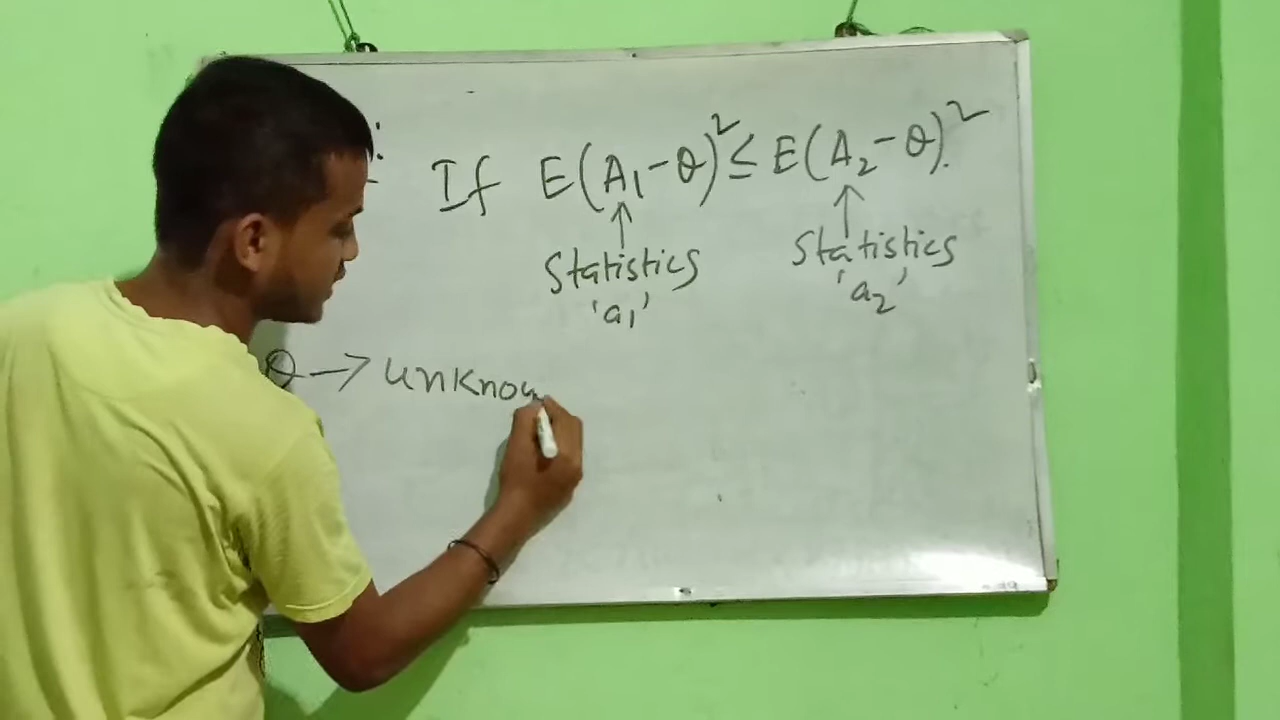 If E(A₁-θ)² ≤ E(A₂-θ)².
Statistics Statistics
'a₁' 'a₂'
θ → unknow